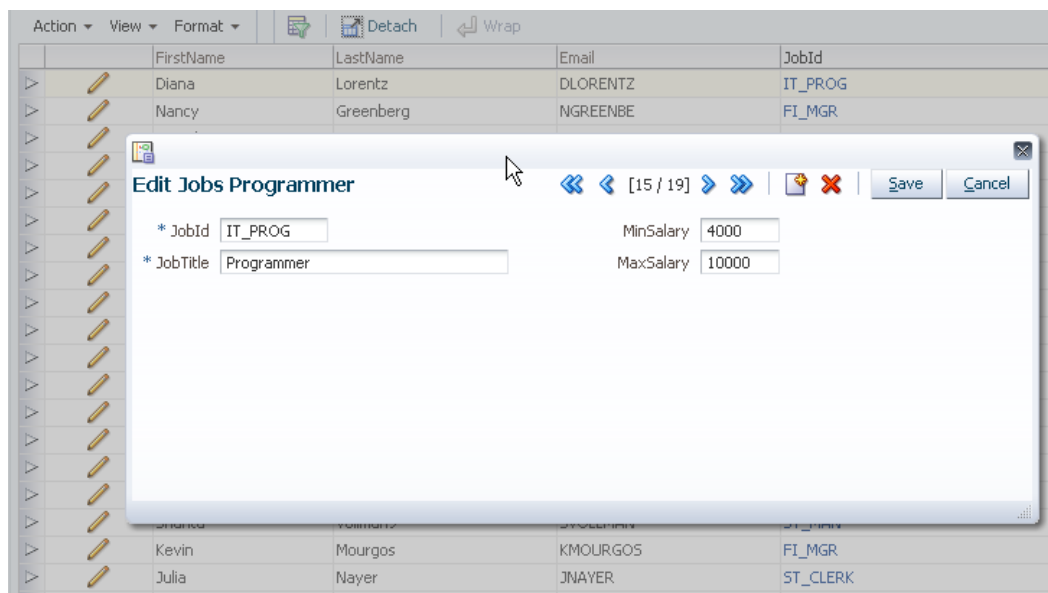 Action View Format Detach Wrap
FirstName LastName Email JobId
Diana Lorentz DLORENTZ IT_PROG
Nancy Greenberg NGREENBE FI_MGR
Edit Jobs Programmer [15 / 19] Save Cancel
* JobId IT_PROG MinSalary 4000
* JobTitle Programmer MaxSalary 10000
Kevin Mourgos KMOURGOS FI_MGR
Julia Nayer JNAYER ST_CLERK